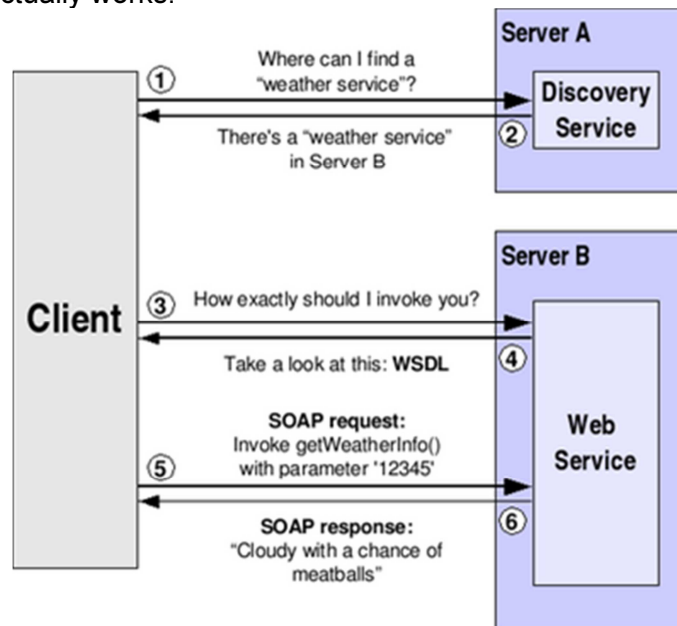 ctually works.
Server A
Where can I find a
"weather service"?
①
Discovery
Service
There's a "weather service"
in Server B
②
Server B
Client
③
How exactly should I invoke you?
Take a look at this: WSDL
④
SOAP request:
Invoke getWeatherInfo()
with parameter '12345'
⑤
Web
Service
SOAP response:
"Cloudy with a chance of
meatballs"
⑥